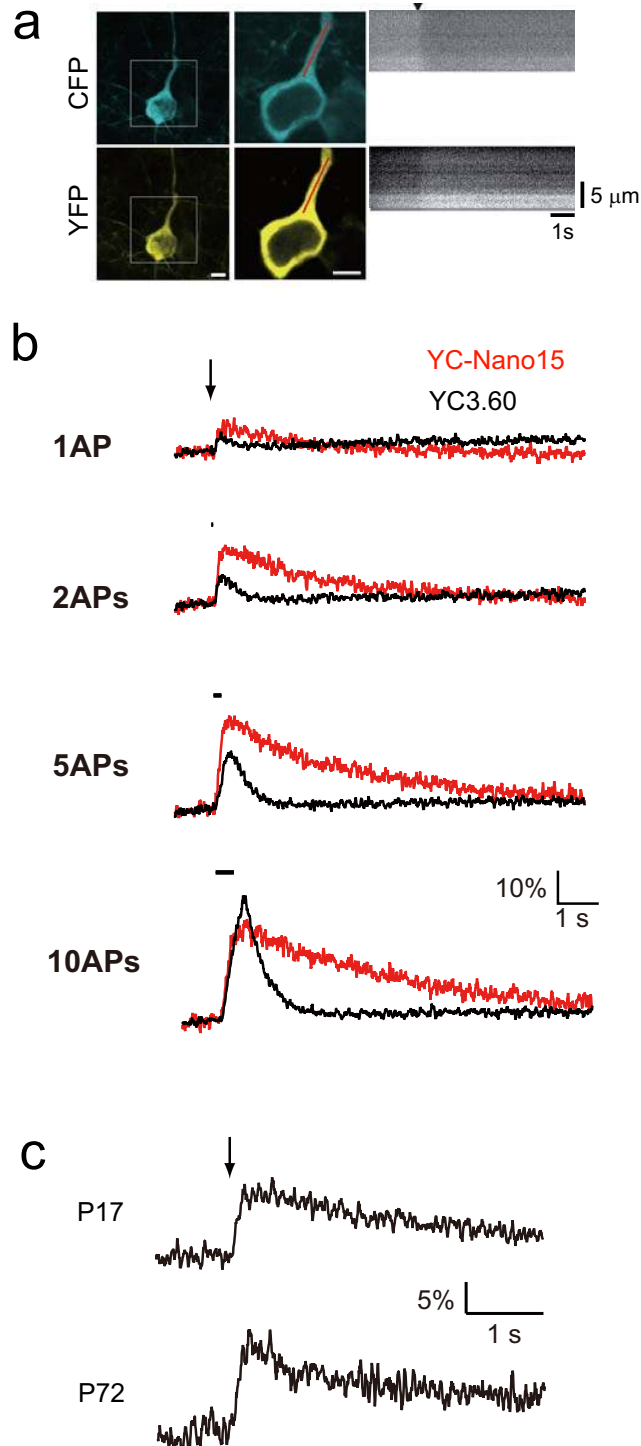 a
CFP
YFP
5 μm
1s
b
YC-Nano15
YC3.60
1AP
2APs
5APs
10%
1 s
10APs
c
P17
5%
1 s
P72